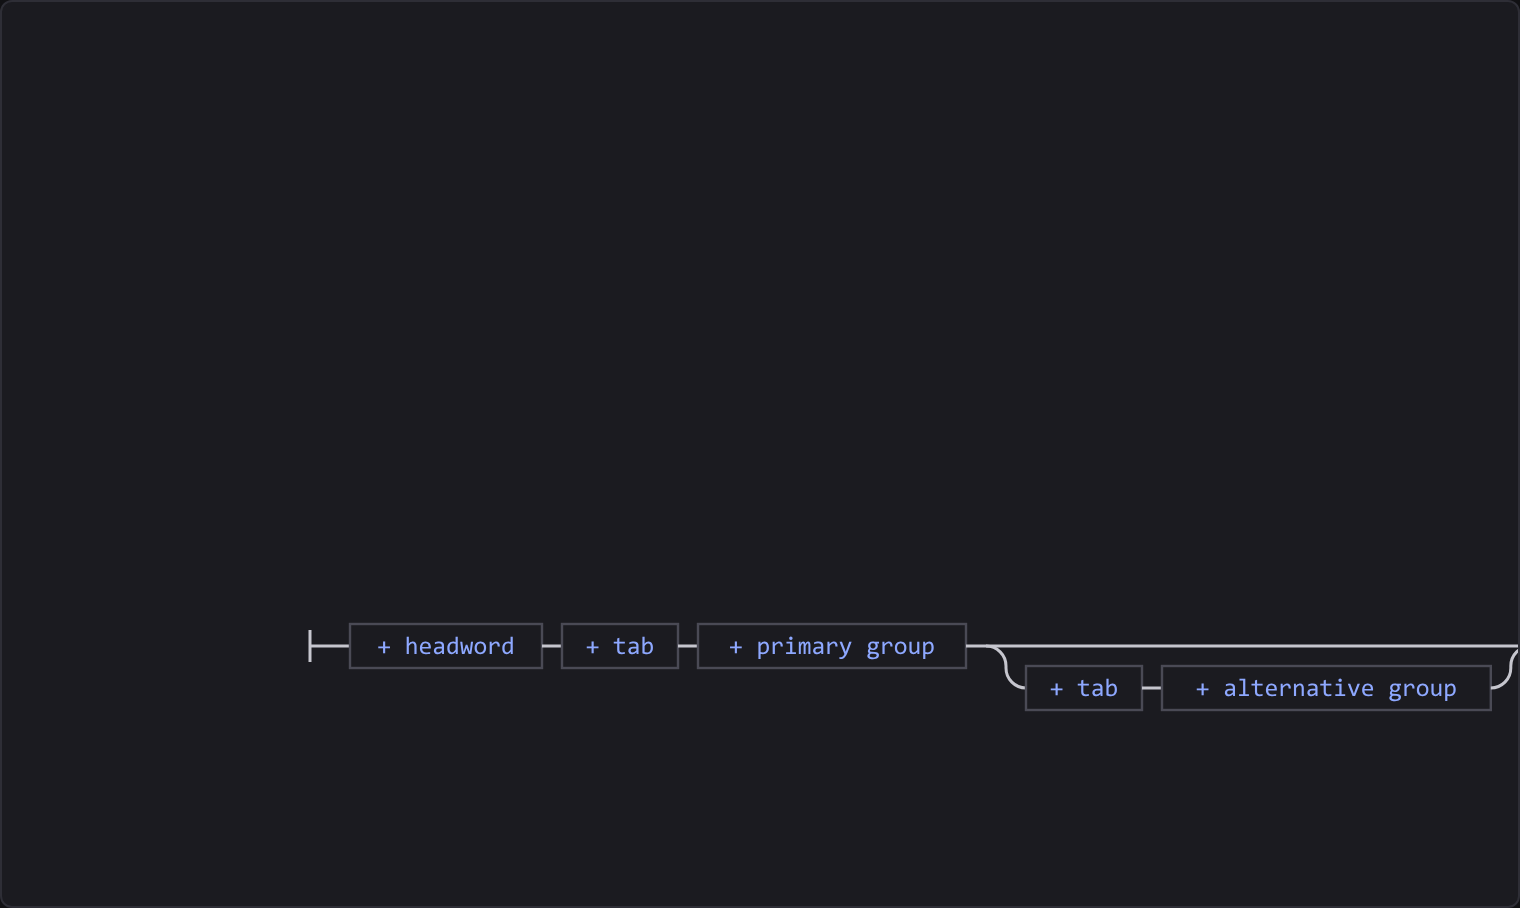 + headword + tab + primary group
+ tab + alternative group